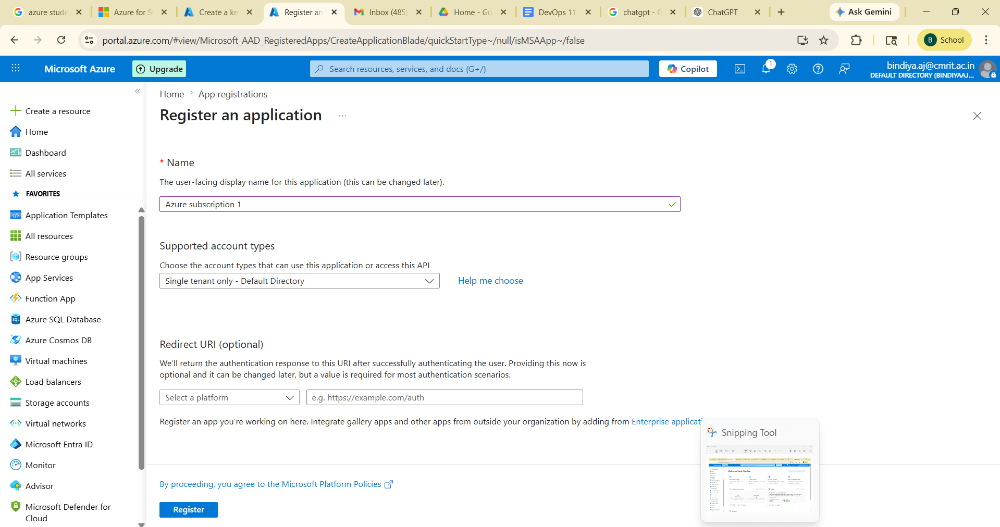 azure stude
Azure for S
Create a ke
Register an
Inbox (485)
Home - Go
DevOps 11
chatgpt - G
ChatGPT
Ask Gemini
portal.azure.com/#view/Microsoft_AAD_RegisteredApps/CreateApplicationBlade/quickStartType~/null/isMSAApp~/false
B School
Microsoft Azure
Upgrade
Search resources, services, and docs (G+/)
Copilot
1
bindiya.aj@cmrit.ac.in
DEFAULT DIRECTORY (BINDIYAAJ...
Create a resource
Home
Dashboard
All services
FAVORITES
Application Templates
All resources
Resource groups
App Services
Function App
Azure SQL Database
Azure Cosmos DB
Virtual machines
Load balancers
Storage accounts
Virtual networks
Microsoft Entra ID
Monitor
Advisor
Microsoft Defender for
Cloud
Home > App registrations
Register an application ...
* Name
The user-facing display name for this application (this can be changed later).
Azure subscription 1
Supported account types
Choose the account types that can use this application or access this API
Single tenant only - Default Directory
Help me choose
Redirect URI (optional)
We'll return the authentication response to this URI after successfully authenticating the user. Providing this now is
optional and it can be changed later, but a value is required for most authentication scenarios.
Select a platform
e.g. https://example.com/auth
Register an app you're working on here. Integrate gallery apps and other apps from outside your organization by adding from Enterprise applicati
By proceeding, you agree to the Microsoft Platform Policies
Register
Snipping Tool